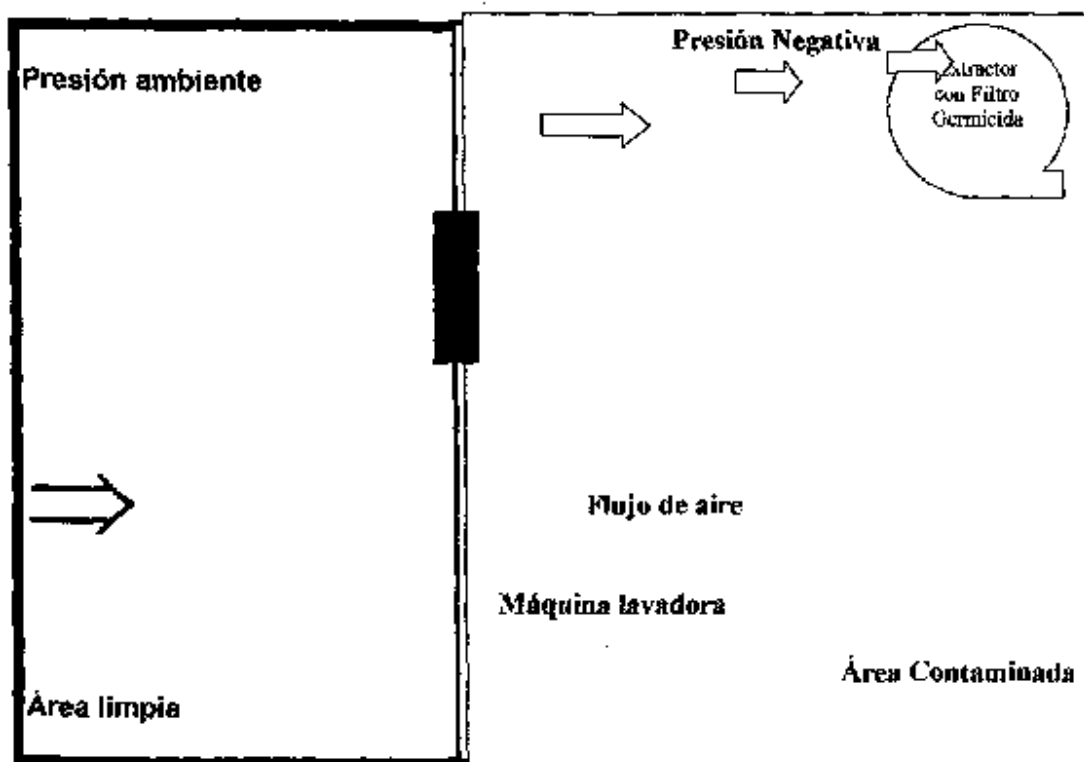 Presión ambiente
Presión Negativa
Extractor
con Filtro
Germicida
Flujo de aire
Máquina lavadora
Área Contaminada
Área limpia